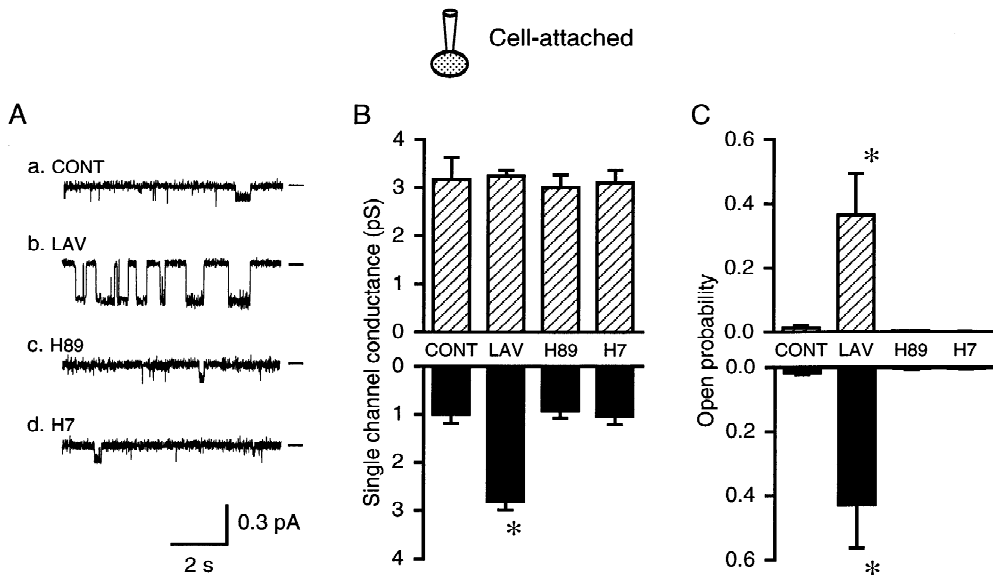 Cell-attached
A
a. CONT
b. LAV
c. H89
d. H7
0.3 pA
2 s
B
Single channel conductance (pS)
4
3
2
1
0
CONT LAV H89 H7
0
1
2
3
4
*
C
Open probability
0.6
0.4
0.2
0.0
*
CONT LAV H89 H7
0.0
0.2
0.4
0.6
*